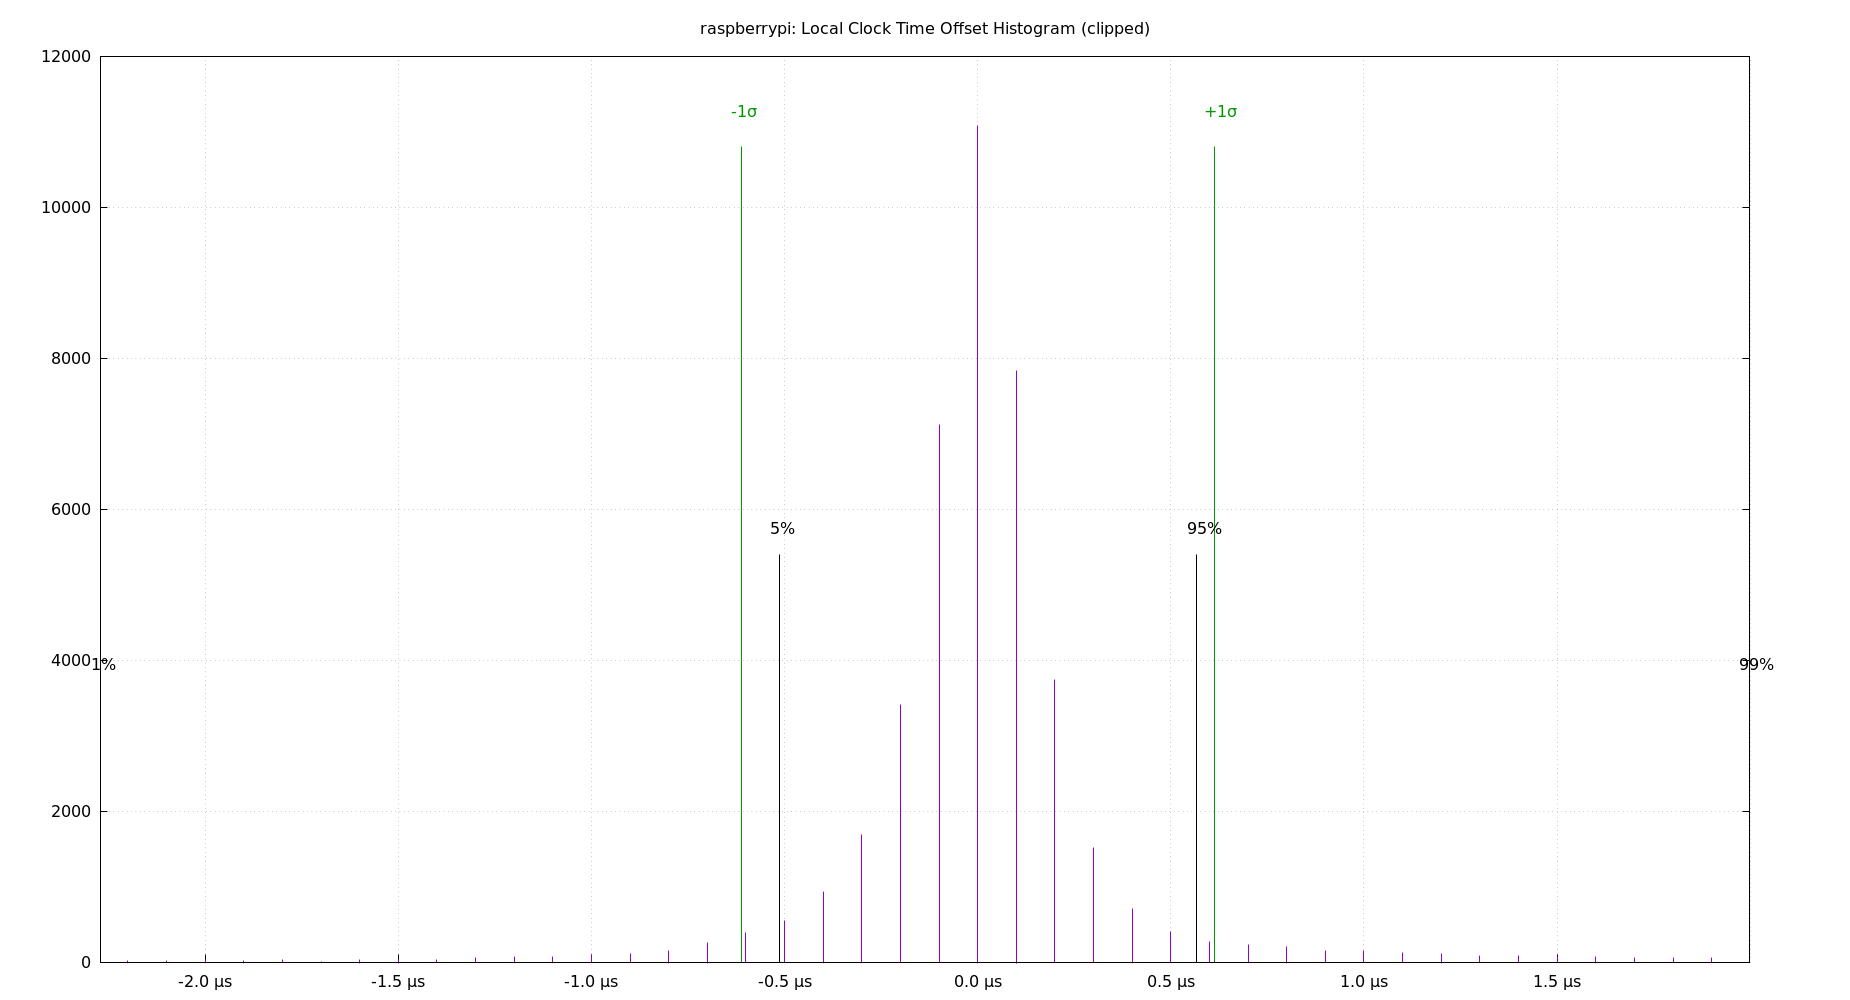 raspberrypi: Local Clock Time Offset Histogram (clipped)
12000
-1σ
+1σ
10000
8000
6000
5%
95%
4000
1%
99%
2000
0
-2.0 µs
-1.5 µs
-1.0 µs
-0.5 µs
0.0 µs
0.5 µs
1.0 µs
1.5 µs